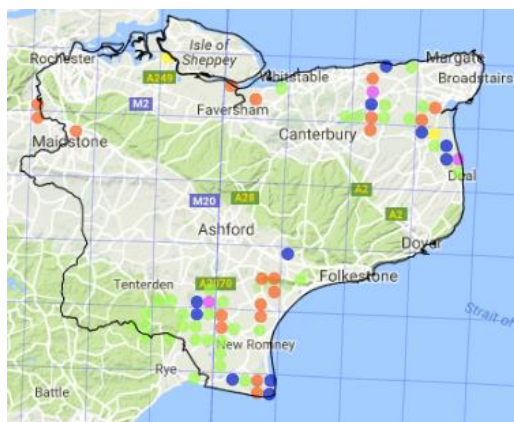 Isle of
Sheppey
Margate
Rochester
Broadstairs
A249
Whitstable
M2
Faversham
Canterbury
Maidstone
Deal
A28
A2
M20
A2
Ashford
Dover
Folkestone
Tenterden
A2070
Strait of
New Romney
Rye
Battle